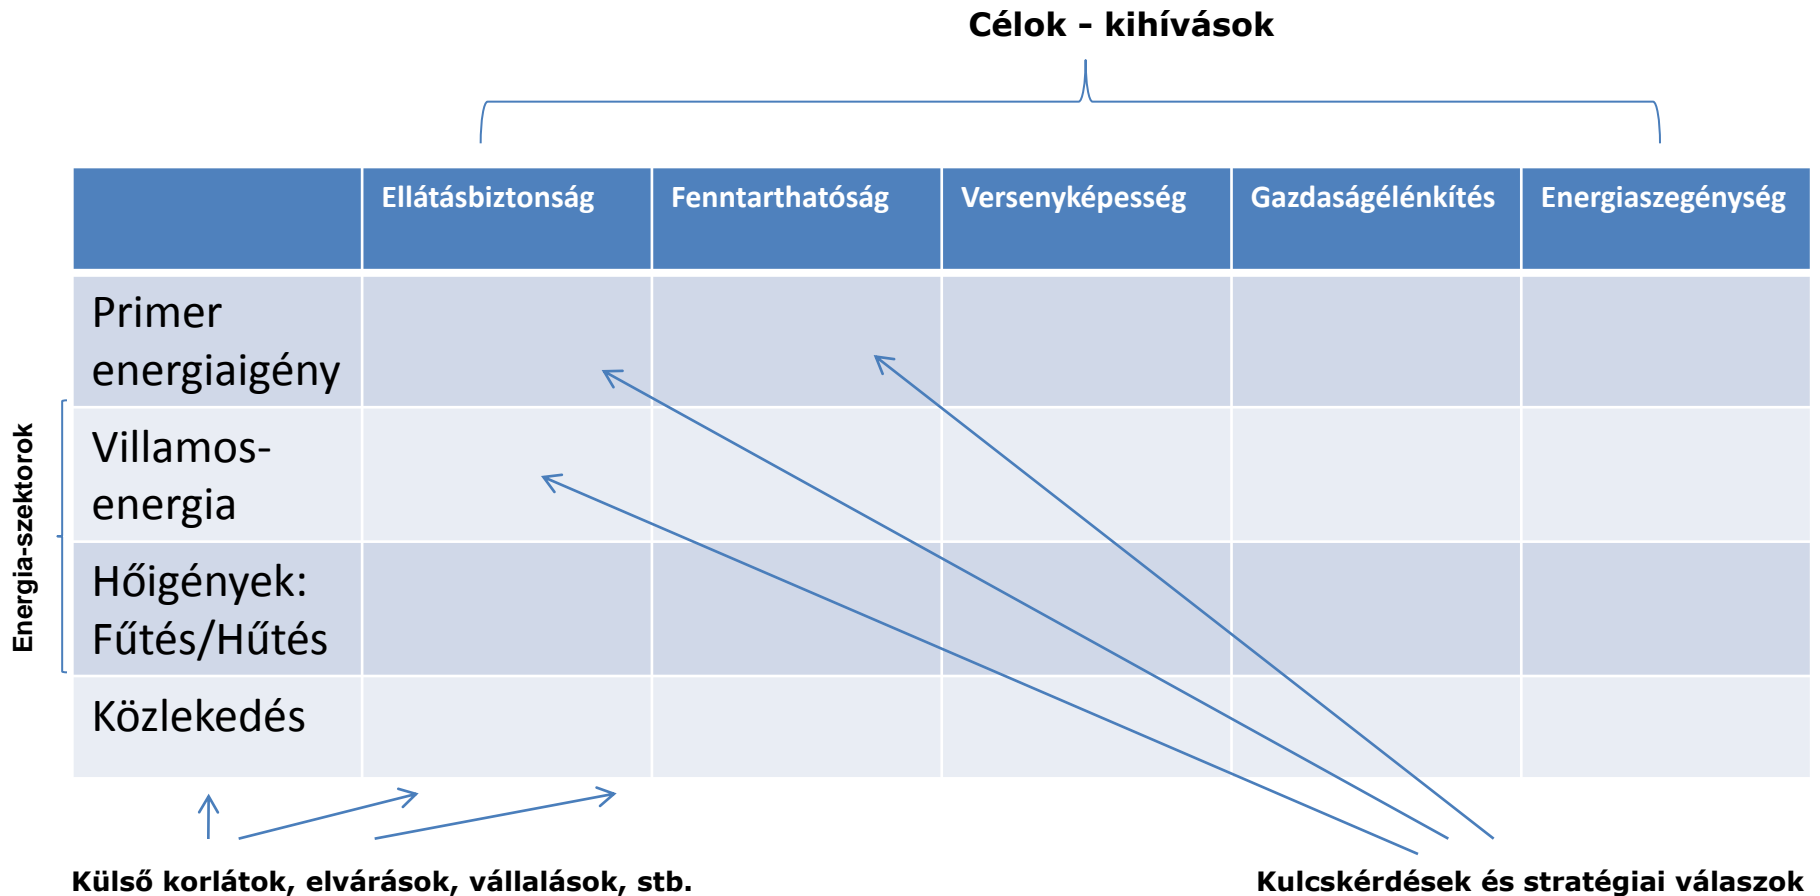 Célok - kihívások
Ellátásbiztonság Fenntarthatóság Versenyképesség Gazdaságélénkítés Energiaszegénység
Primer
energiaigény
Energia-szektorok
Villamos-
energia
Hőigények:
Fűtés/Hűtés
Közlekedés
Külső korlátok, elvárások, vállalások, stb.
Kulcskérdések és stratégiai válaszok